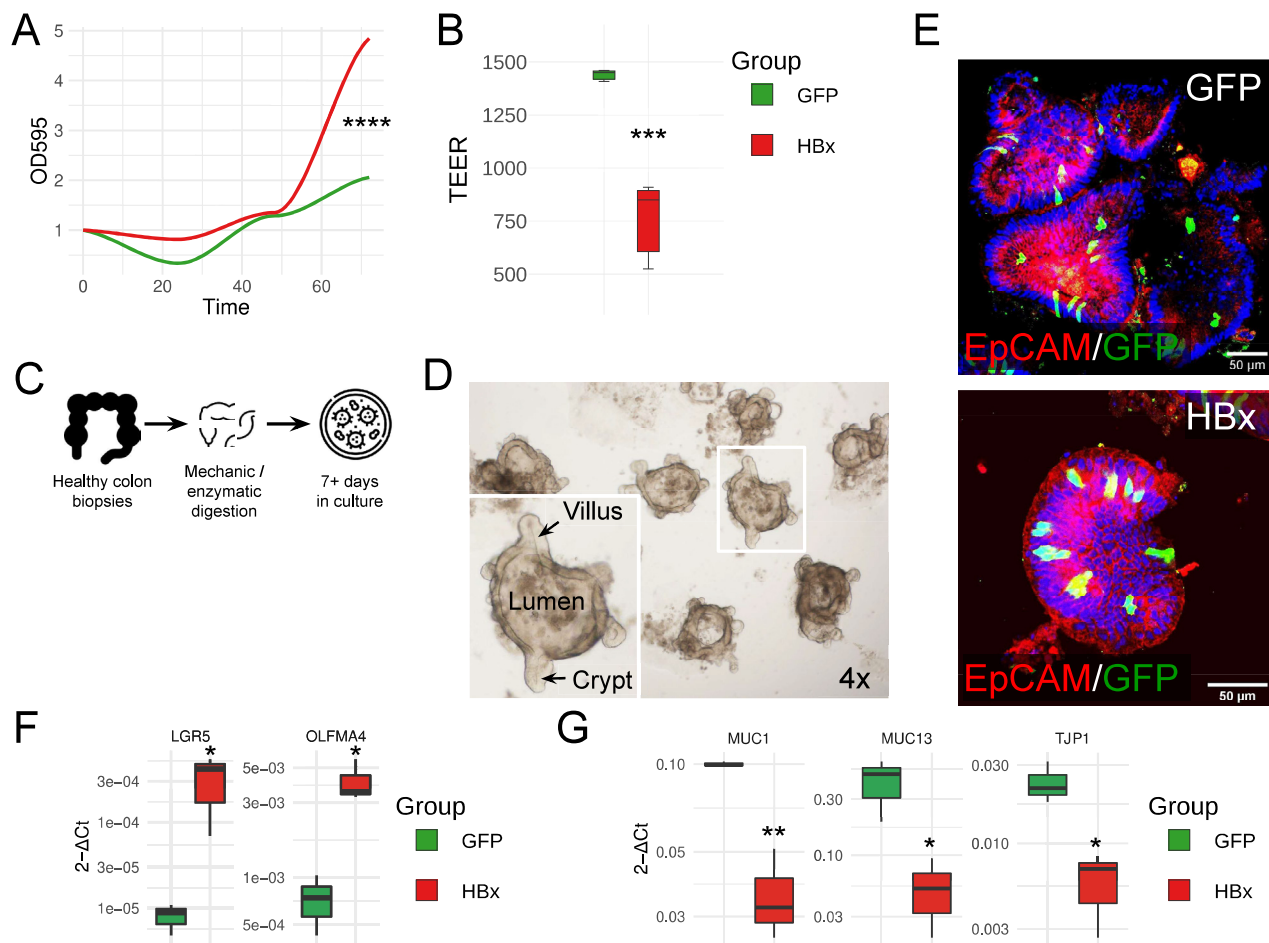 A
5
4
3
2
1
OD595
****
0
20
40
60
Time
B
1500
1250
1000
750
500
TEER
***
Group
GFP
HBx
C
Healthy colon
biopsies
Mechanic /
enzymatic
digestion
7+ days
in culture
D
Villus
Lumen
Crypt
4x
E
GFP
EpCAM/GFP
50 µm
HBx
EpCAM/GFP
50 µm
F
LGR5
*
3e−04
1e−04
3e−05
1e−05
2−ΔCt
OLFMA4
*
5e−03
3e−03
1e−03
5e−04
Group
GFP
HBx
G
MUC1
0.10
0.05
0.03
2−ΔCt
**
MUC13
0.30
0.10
0.03
*
TJP1
0.030
0.010
0.003
*
Group
GFP
HBx